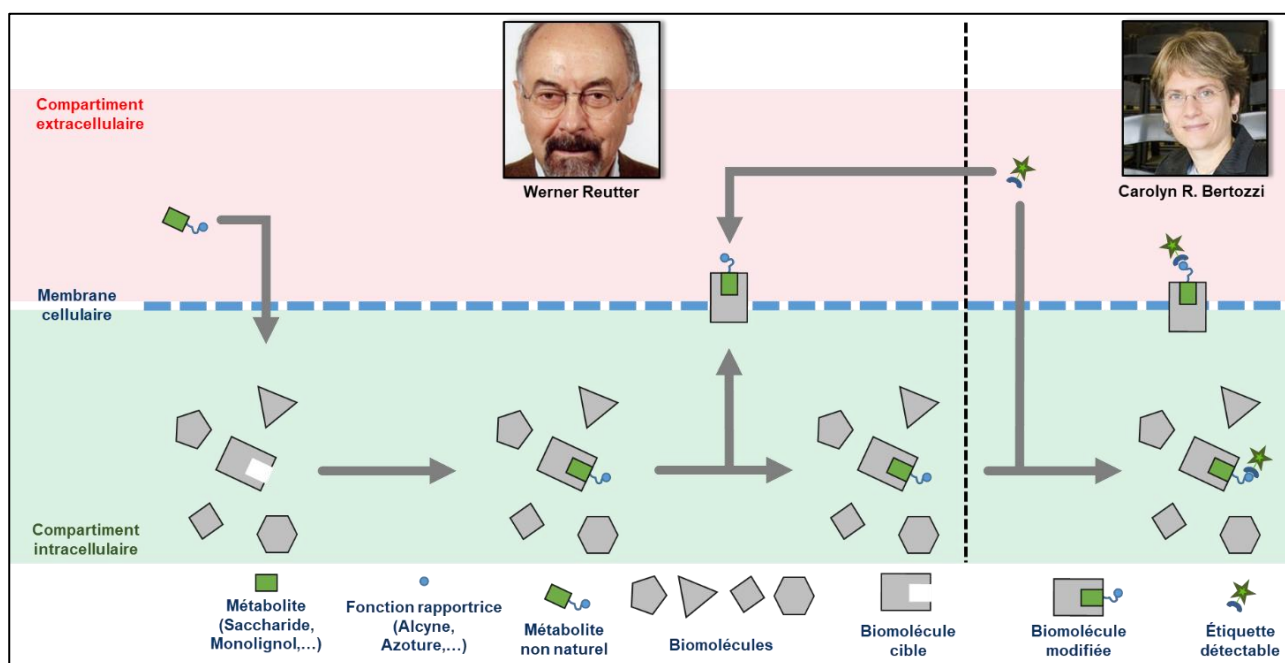 Compartiment
extracellulaire
Werner Reutter
Carolyn R. Bertozzi
Membrane
cellulaire
Compartiment
intracellulaire
Métabolite
(Saccharide,
Monolignol,...)
Fonction rapportrice
(Alcyne,
Azoture,...)
Métabolite
non naturel
Biomolécules
Biomolécule
cible
Biomolécule
modifiée
Étiquette
détectable